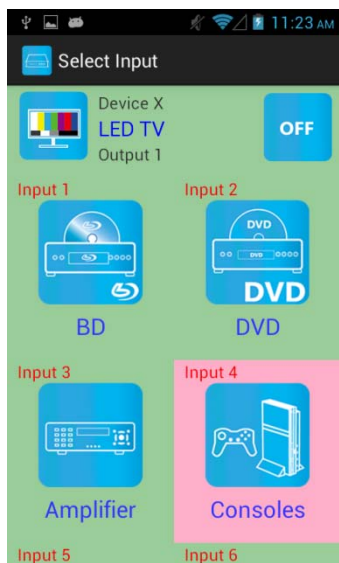 11:23 AM
Select Input
Device X
LED TV
Output 1
OFF
Input 1
Input 2
DVD
DVD
DVD
BD
DVD
Input 3
Input 4
Amplifier
Consoles
Input 5
Input 6